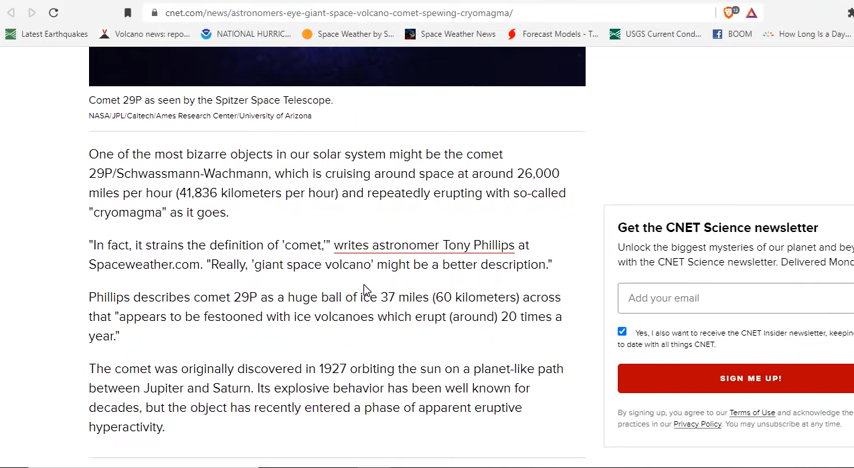 cnet.com/news/astronomers-eye-giant-space-volcano-comet-spewing-cryomagma/
Latest Earthquakes
Volcano news: repo...
NATIONAL HURRIC...
Space Weather by S...
Space Weather News
Forecast Models - T...
USGS Current Cond...
BOOM
How Long Is a Day...
Comet 29P as seen by the Spitzer Space Telescope.
NASA/JPL/Caltech/Ames Research Center/University of Arizona
One of the most bizarre objects in our solar system might be the comet
29P/Schwassmann-Wachmann, which is cruising around space at around 26,000
miles per hour (41,836 kilometers per hour) and repeatedly erupting with so-called
"cryomagma" as it goes.
"In fact, it strains the definition of 'comet,'" writes astronomer Tony Phillips at
Spaceweather.com. "Really, 'giant space volcano' might be a better description."
Phillips describes comet 29P as a huge ball of ice 37 miles (60 kilometers) across
that "appears to be festooned with ice volcanoes which erupt (around) 20 times a
year."
The comet was originally discovered in 1927 orbiting the sun on a planet-like path
between Jupiter and Saturn. Its explosive behavior has been well known for
decades, but the object has recently entered a phase of apparent eruptive
hyperactivity.
Get the CNET Science newsletter
Unlock the biggest mysteries of our planet and bey
with the CNET Science newsletter. Delivered Mond
Add your email
Yes, I also want to receive the CNET Insider newsletter, keeping
to date with all things CNET.
SIGN ME UP!
By signing up, you agree to our Terms of Use and acknowledge the
practices in our Privacy Policy. You may unsubscribe at any time.